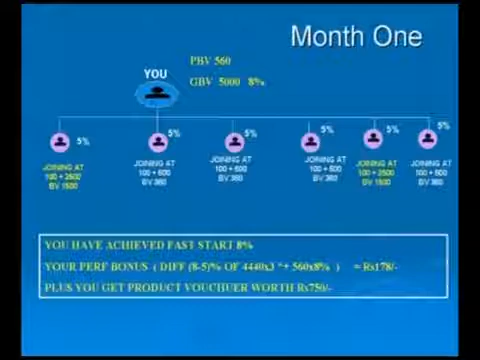 Month One
PBV 560
YOU
GBV 5000 8%
5% 5% 5% 5% 5% 5%
JOINING AT JOINING AT JOINING AT JOINING AT JOINING AT JOINING AT
100 + 2500 100 + 600 100 + 600 100 + 600 100 + 2500 100 + 600
BV 1500 BV 360 BV 360 BV 360 BV 1500 BV 360
YOU HAVE ACHIEVED FAST START 8%
YOUR PERF BONUS ( DIFF (8-5)% OF 4440x3 "+ 560x8% ) = Rs178/-
PLUS YOU GET PRODUCT VOUCHUER WORTH Rs750/-